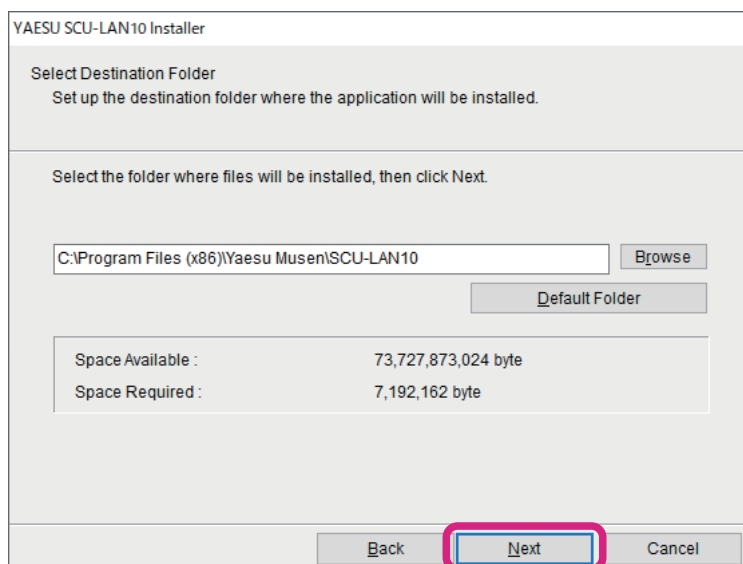 YAESU SCU-LAN10 Installer
Select Destination Folder
Set up the destination folder where the application will be installed.
Select the folder where files will be installed, then click Next.
C:\Program Files (x86)\Yaesu Musen\SCU-LAN10 Browse
Default Folder
Space Available : 73,727,873,024 byte
Space Required : 7,192,162 byte
Back Next Cancel